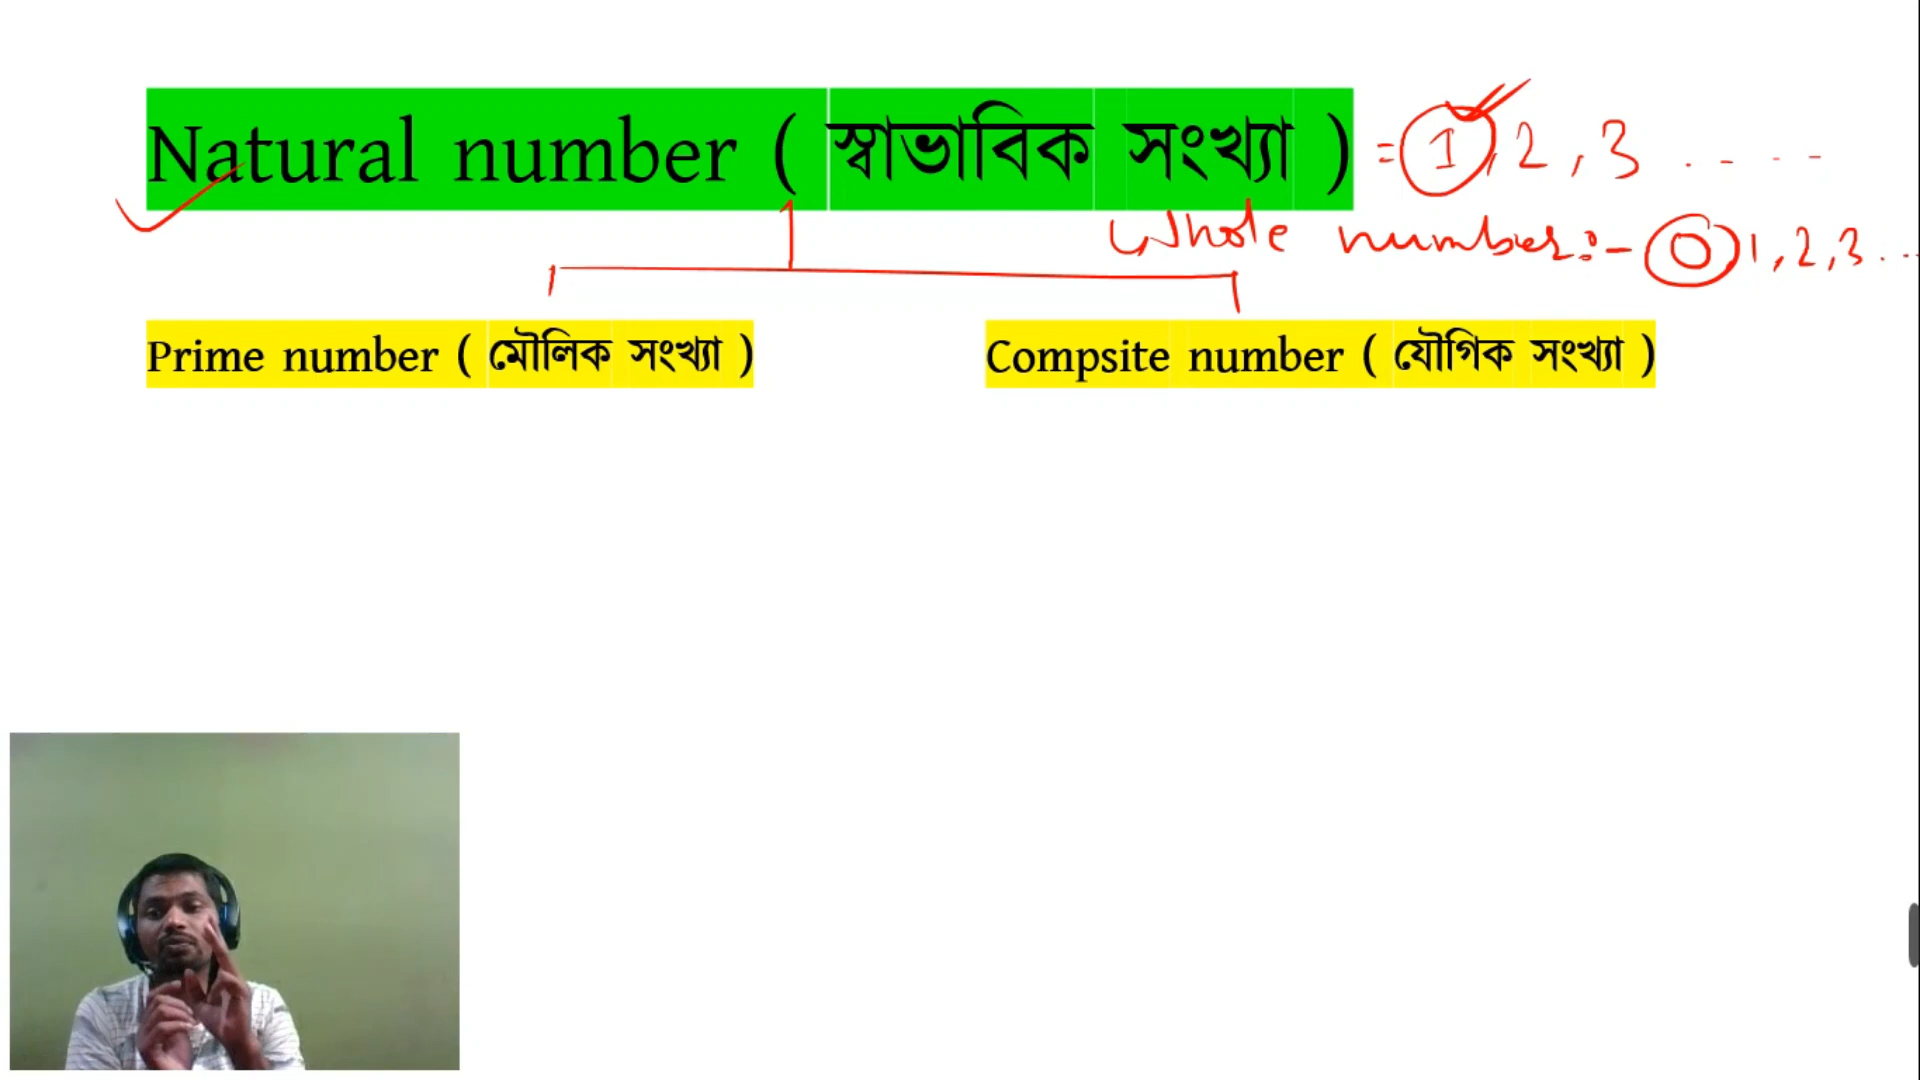 Natural number ( স্বাভাবিক সংখ্যা ) = 1, 2, 3 .....
Whole number:- 0 1, 2, 3...
Prime number ( মৌলিক সংখ্যা )
Compsite number ( যৌগিক সংখ্যা )